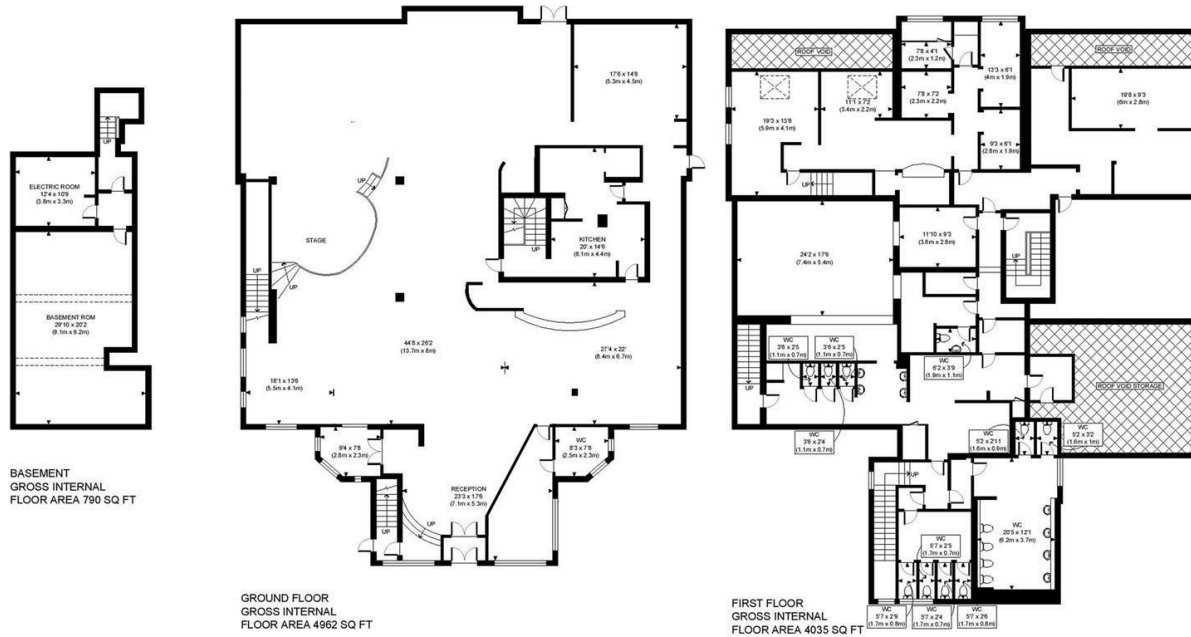 UP
ELECTRIC ROOM
12'4 x 10'9
(3.8m x 3.3m)
BASEMENT ROM
29'10 x 20'2
(9.1m x 6.2m)
BASEMENT
GROSS INTERNAL
FLOOR AREA 790 SQ FT
17'6 x 14'8
(5.3m x 4.5m)
UP
STAGE
UP
UP
UP
KITCHEN
20' x 14'6
(6.1m x 4.4m)
44'8 x 26'2
(13.7m x 8m)
27'4 x 22'
(8.4m x 6.7m)
18'1 x 13'6
(5.5m x 4.1m)
9'4 x 7'8
(2.8m x 2.3m)
WC
8'3 x 7'8
(2.5m x 2.3m)
RECEPTION
23'3 x 17'6
(7.1m x 5.3m)
UP
UP
GROUND FLOOR
GROSS INTERNAL
FLOOR AREA 4962 SQ FT
ROOF VOID
7'8 x 4'1
(2.3m x 1.2m)
13'3 x 6'1
(4m x 1.9m)
ROOF VOID
19'3 x 13'6
(5.9m x 4.1m)
11'1 x 7'2
(3.4m x 2.2m)
7'8 x 7'2
(2.3m x 2.2m)
19'8 x 9'3
(6m x 2.8m)
9'3 x 6'1
(2.8m x 1.9m)
UP
11'10 x 9'3
(3.6m x 2.8m)
24'2 x 17'9
(7.4m x 5.4m)
UP
UP
WC
3'6 x 2'5
(1.1m x 0.7m)
WC
3'6 x 2'5
(1.1m x 0.7m)
WC
6'2 x 3'9
(1.9m x 1.1m)
ROOF VOID STORAGE
WC
3'6 x 2'4
(1.1m x 0.7m)
WC
5'2 x 2'11
(1.6m x 0.9m)
WC
5'2 x 3'2
(1.6m x 1m)
UP
WC
20'5 x 12'1
(6.2m x 3.7m)
WC
5'7 x 2'5
(1.7m x 0.7m)
WC
5'7 x 2'9
(1.7m x 0.8m)
WC
5'7 x 2'4
(1.7m x 0.7m)
WC
5'7 x 2'6
(1.7m x 0.8m)
FIRST FLOOR
GROSS INTERNAL
FLOOR AREA 4035 SQ FT